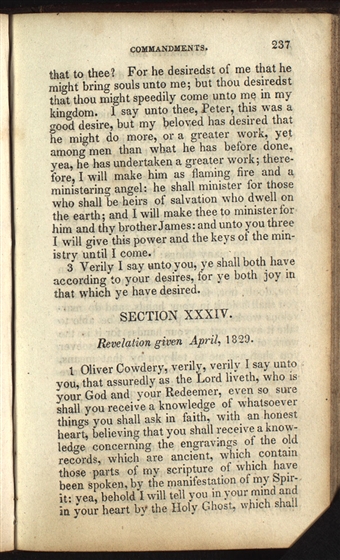 COMMANDMENTS. 237
that to thee? For he desiredst of me that he
might bring souls unto me; but thou desiredst
that thou might speedily come unto me in my
kingdom. I say unto thee, Peter, this was a
good desire, but my beloved has desired that
he might do more, or a greater work, yet
among men than what he has before done,
yea, he has undertaken a greater work; there-
fore, I will make him as flaming fire and a
ministering angel: he shall minister for those
who shall be heirs of salvation who dwell on
the earth; and I will make thee to minister for
him and thy brother James: and unto you three
I will give this power and the keys of the min-
istry until I come.
3 Verily I say unto you, ye shall both have
according to your desires, for ye both joy in
that which ye have desired.
SECTION XXXIV.
Revelation given April, 1829.
1 Oliver Cowdery, verily, verily I say unto
you, that assuredly as the Lord liveth, who is
your God and your Redeemer, even so sure
shall you receive a knowledge of whatsoever
things you shall ask in faith, with an honest
heart, believing that you shall receive a know-
ledge concerning the engravings of the old
records, which are ancient, which contain
those parts of my scripture of which have
been spoken, by the manifestation of my Spir-
it: yea, behold I will tell you in your mind and
in your heart by the Holy Ghost, which shall